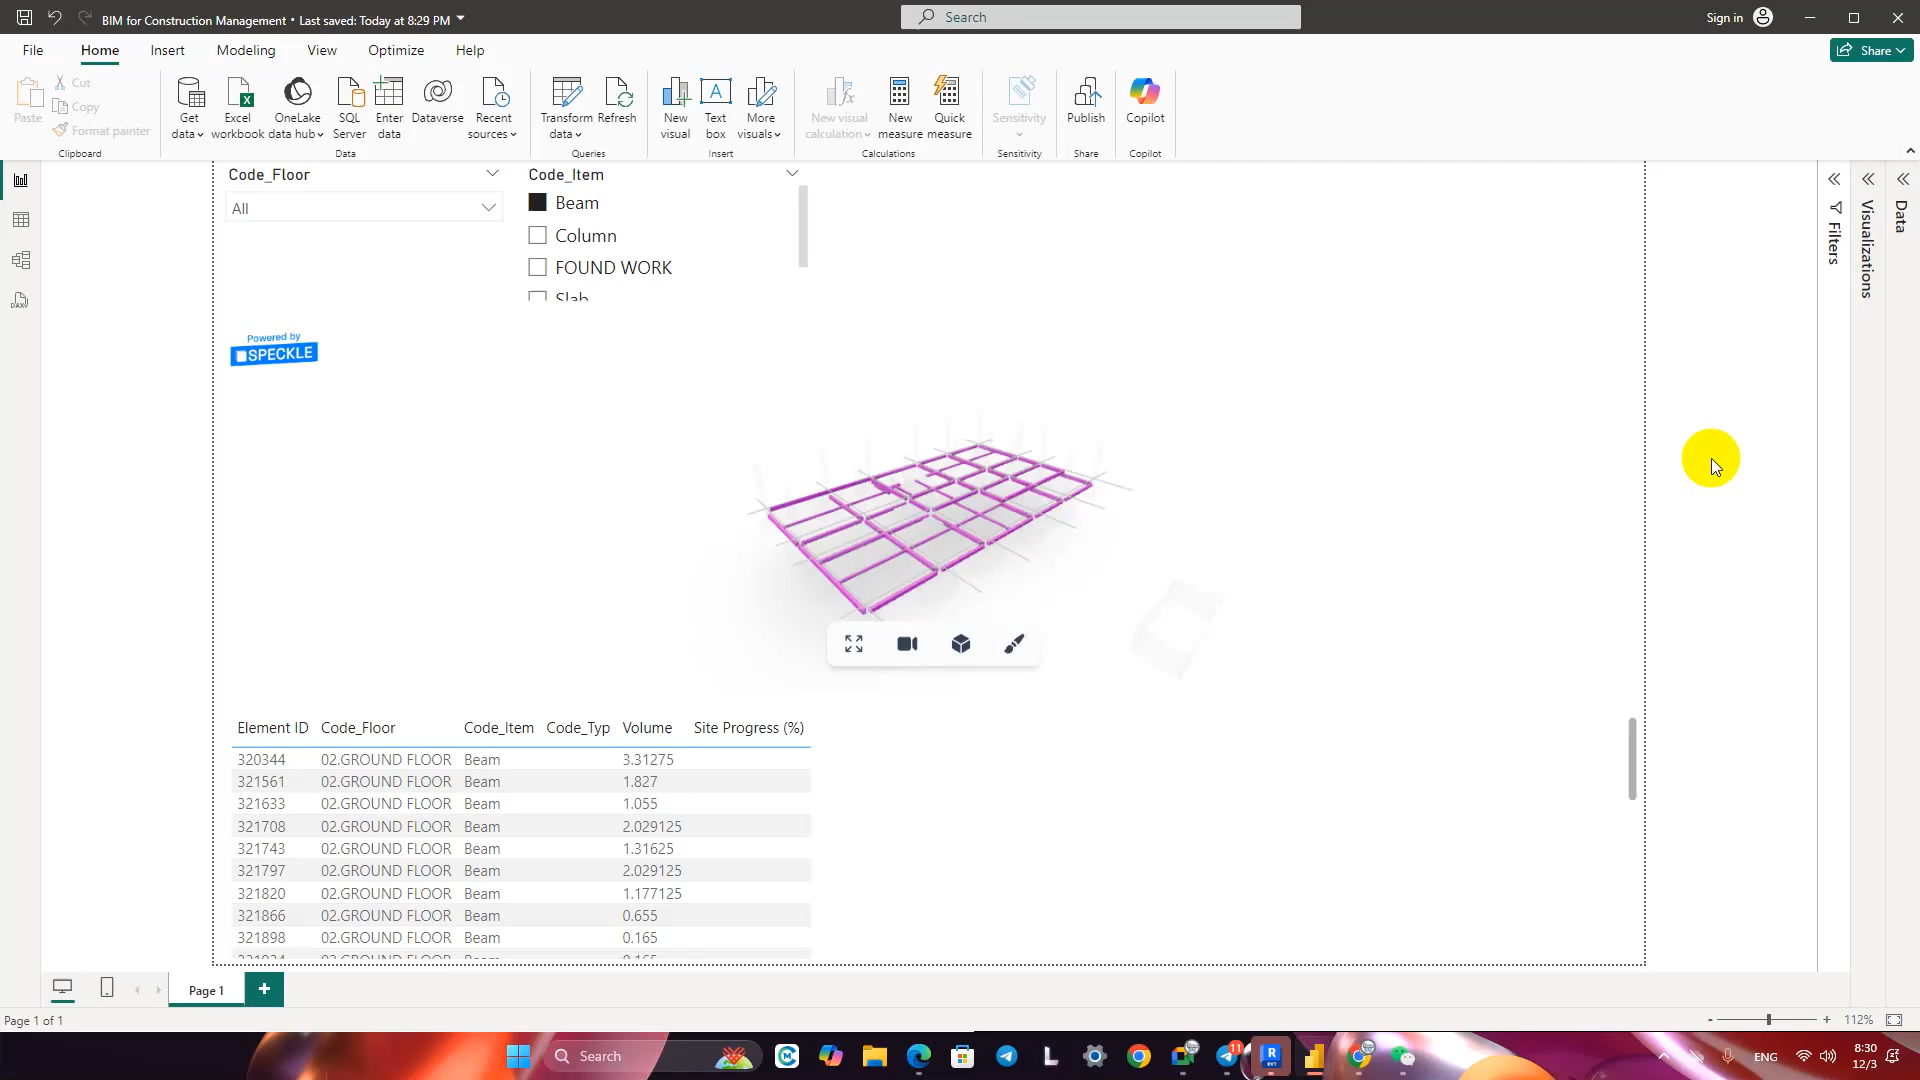 BIM for Construction Management • Last saved: Today at 8:29 PM
Search
Sign in
File
Home
Insert
Modeling
View
Optimize
Help
Share
Paste
Cut
Copy
Format painter
Clipboard
Get data
Excel workbook
OneLake data hub
SQL Server
Enter data
Dataverse
Recent sources
Data
Transform data
Refresh
Queries
New visual
Text box
More visuals
Insert
New visual calculation
New measure
Quick measure
Calculations
Sensitivity
Sensitivity
Publish
Share
Copilot
Copilot
Code_Floor
All
Code_Item
Beam
Column
FOUND WORK
Slab
Filters
Visualizations
Data
Powered by
SPECKLE
Element ID Code_Floor Code_Item Code_Typ Volume Site Progress (%)
320344 02.GROUND FLOOR Beam 3.31275
321561 02.GROUND FLOOR Beam 1.827
321633 02.GROUND FLOOR Beam 1.055
321708 02.GROUND FLOOR Beam 2.029125
321743 02.GROUND FLOOR Beam 1.31625
321797 02.GROUND FLOOR Beam 2.029125
321820 02.GROUND FLOOR Beam 1.177125
321866 02.GROUND FLOOR Beam 0.655
321898 02.GROUND FLOOR Beam 0.165
Page 1
Page 1 of 1
112%
Search
11
ENG
8:30
12/3